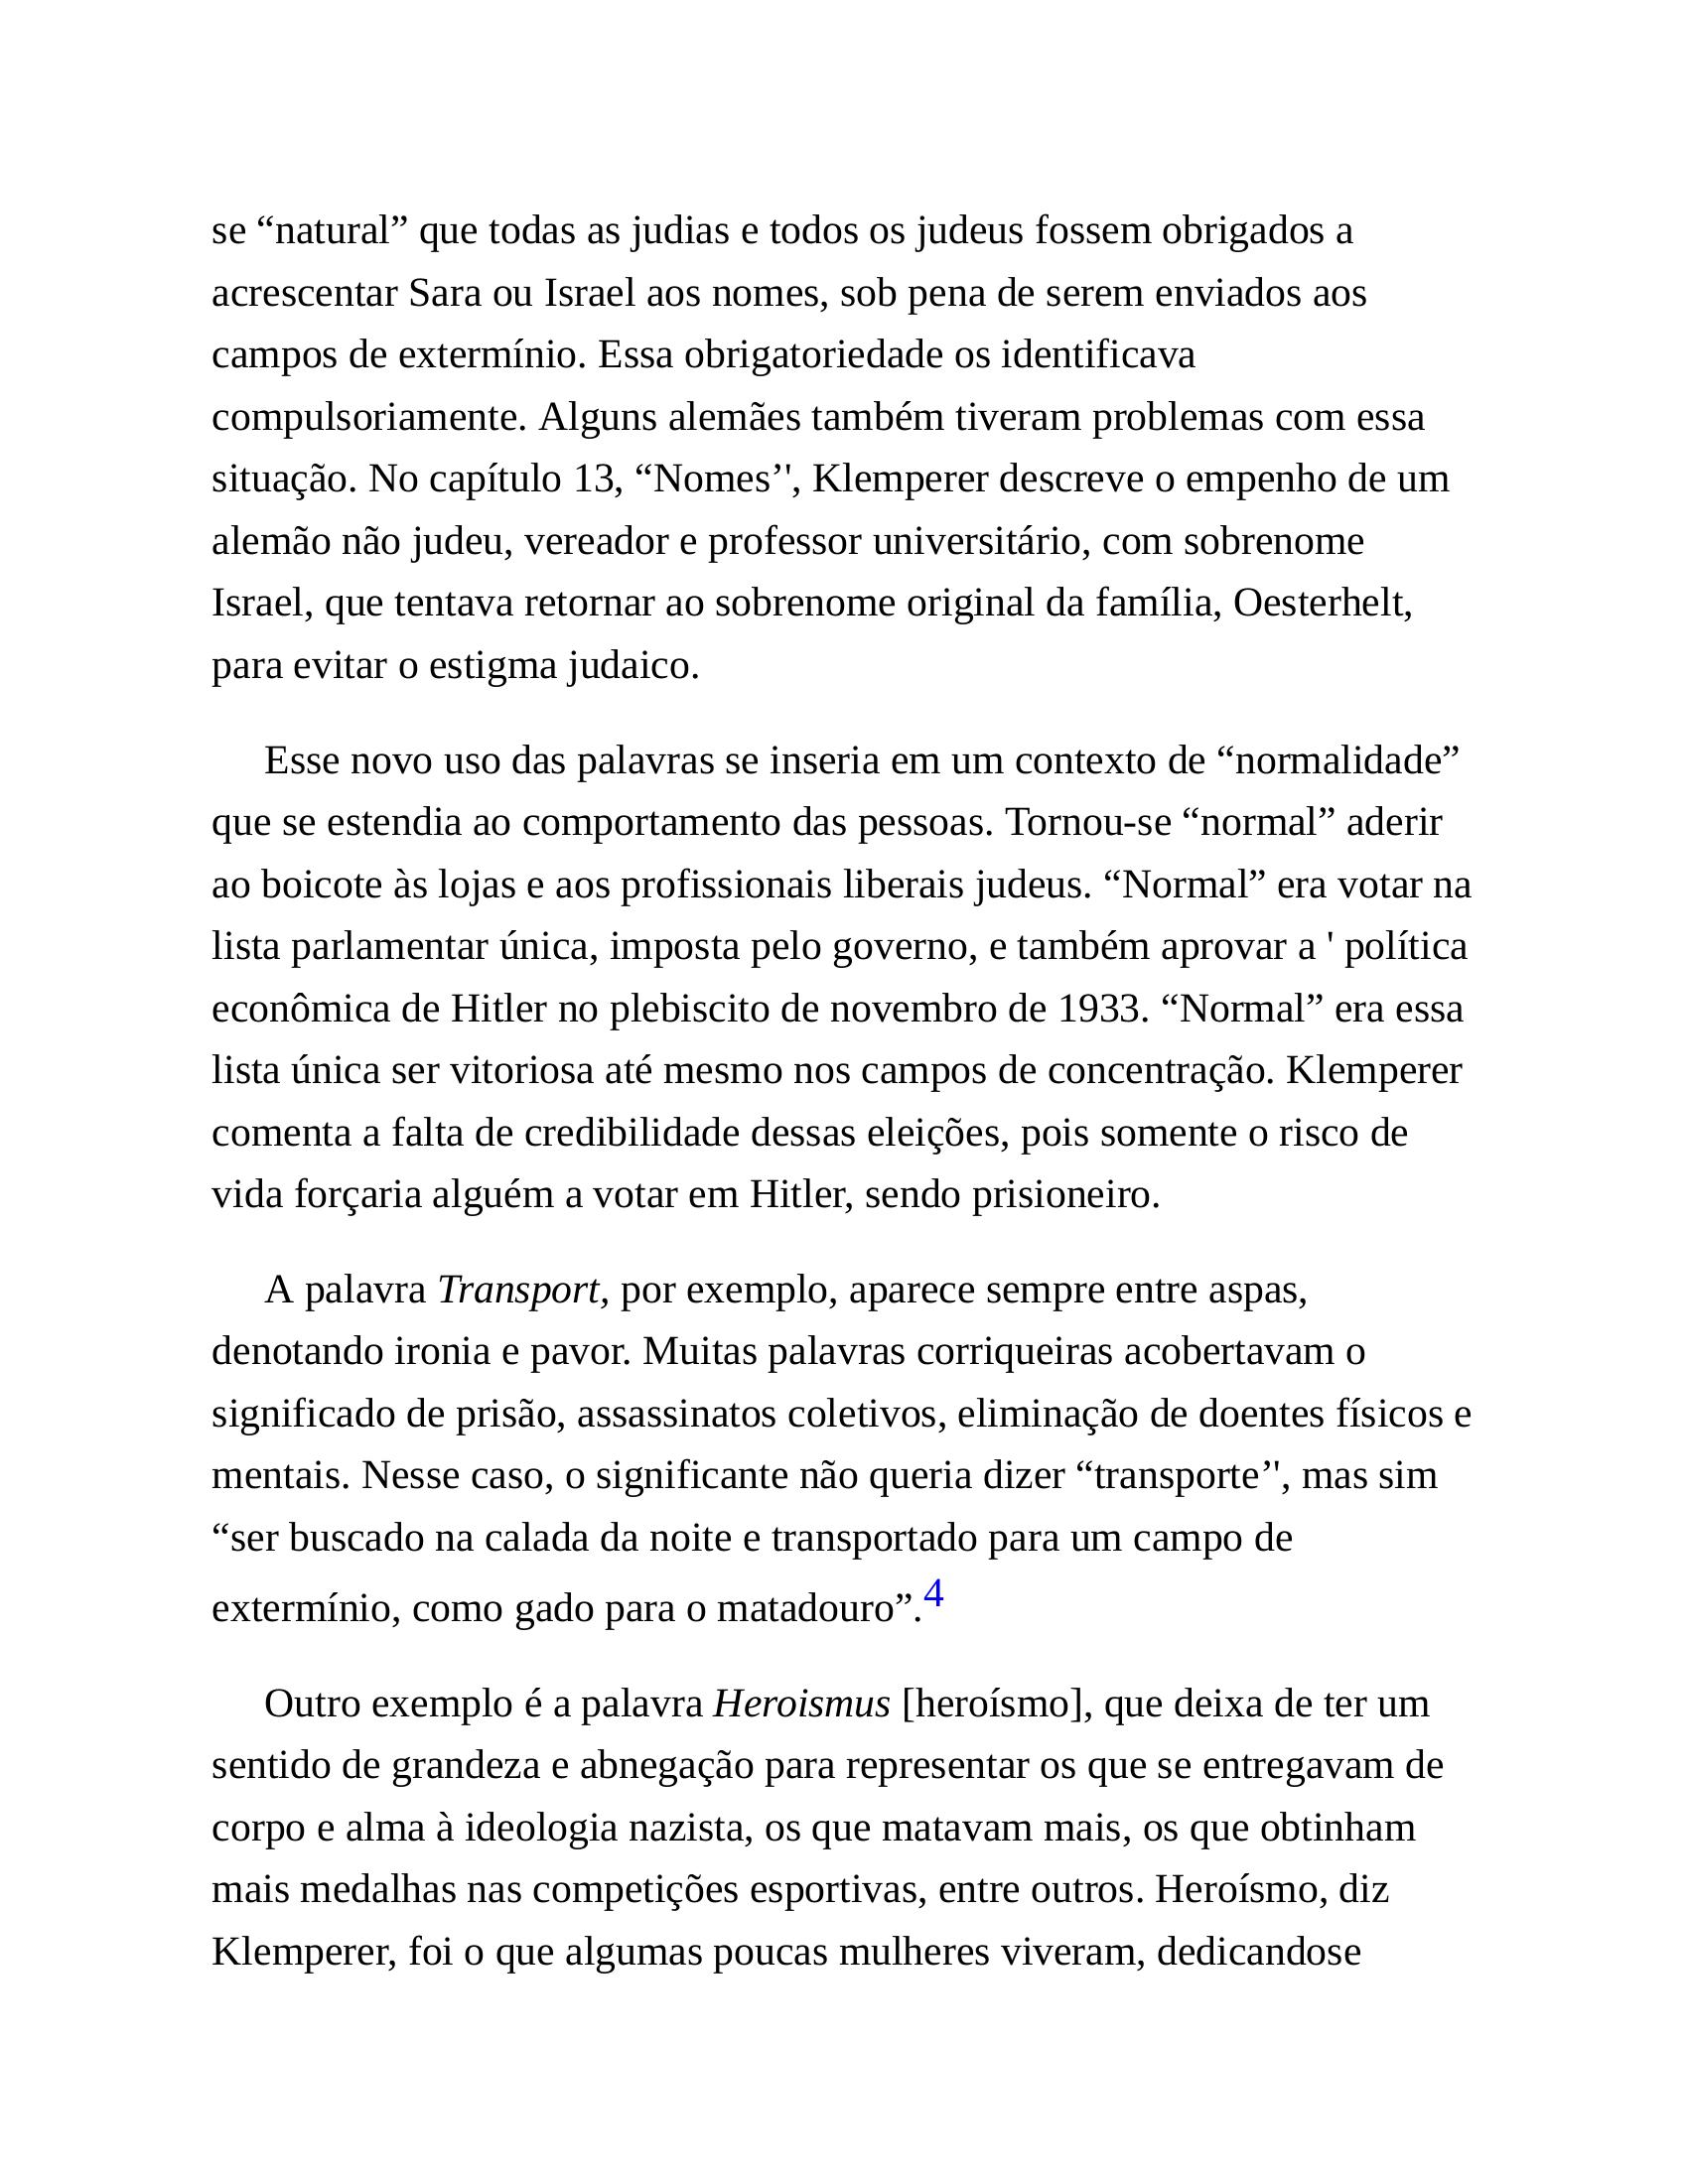 se “natural” que todas as judias e todos os judeus fossem obrigados a
acrescentar Sara ou Israel aos nomes, sob pena de serem enviados aos
campos de extermínio. Essa obrigatoriedade os identificava
compulsoriamente. Alguns alemães também tiveram problemas com essa
situação. No capítulo 13, “Nomes’', Klemperer descreve o empenho de um
alemão não judeu, vereador e professor universitário, com sobrenome
Israel, que tentava retornar ao sobrenome original da família, Oesterhelt,
para evitar o estigma judaico.
Esse novo uso das palavras se inseria em um contexto de “normalidade”
que se estendia ao comportamento das pessoas. Tornou-se “normal” aderir
ao boicote às lojas e aos profissionais liberais judeus. “Normal” era votar na
lista parlamentar única, imposta pelo governo, e também aprovar a ' política
econômica de Hitler no plebiscito de novembro de 1933. “Normal” era essa
lista única ser vitoriosa até mesmo nos campos de concentração. Klemperer
comenta a falta de credibilidade dessas eleições, pois somente o risco de
vida forçaria alguém a votar em Hitler, sendo prisioneiro.
A palavra Transport, por exemplo, aparece sempre entre aspas,
denotando ironia e pavor. Muitas palavras corriqueiras acobertavam o
significado de prisão, assassinatos coletivos, eliminação de doentes físicos e
mentais. Nesse caso, o significante não queria dizer “transporte’', mas sim
“ser buscado na calada da noite e transportado para um campo de
extermínio, como gado para o matadouro”.4
Outro exemplo é a palavra Heroismus [heroísmo], que deixa de ter um
sentido de grandeza e abnegação para representar os que se entregavam de
corpo e alma à ideologia nazista, os que matavam mais, os que obtinham
mais medalhas nas competições esportivas, entre outros. Heroísmo, diz
Klemperer, foi o que algumas poucas mulheres viveram, dedicandose